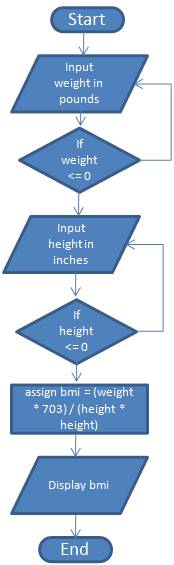 Start
Input
weight in
pounds
If
weight
<= 0
Input
height in
inches
If
height
<= 0
assign bmi = (weight
* 703) / (height *
height)
Display bmi
End